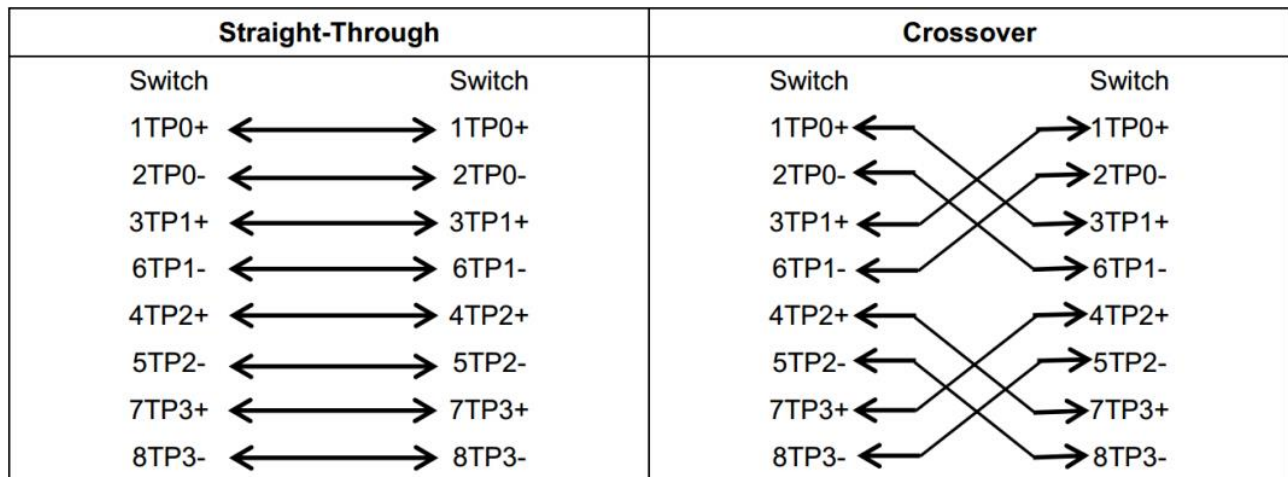 Straight-Through Crossover
Switch Switch Switch Switch
1TP0+ 1TP0+ 1TP0+ 1TP0+
2TP0- 2TP0- 2TP0- 2TP0-
3TP1+ 3TP1+ 3TP1+ 3TP1+
6TP1- 6TP1- 6TP1- 6TP1-
4TP2+ 4TP2+ 4TP2+ 4TP2+
5TP2- 5TP2- 5TP2- 5TP2-
7TP3+ 7TP3+ 7TP3+ 7TP3+
8TP3- 8TP3- 8TP3- 8TP3-